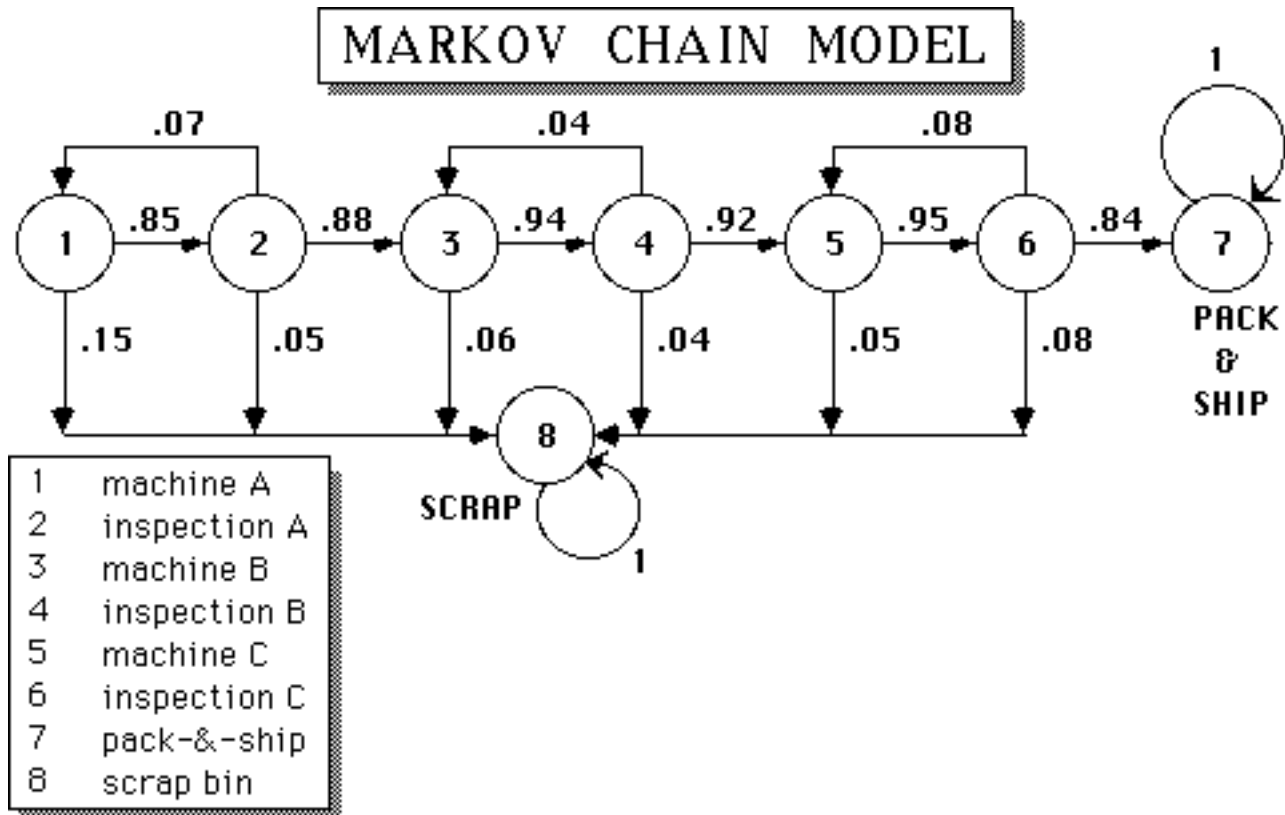 MARKOV CHAIN MODEL
1
.07
.04
.08
1
.85
2
.88
3
.94
4
.92
5
.95
6
.84
7
.15
.05
.06
.04
.05
.08
PACK
&
SHIP
8
SCRAP
1
1 machine A
2 inspection A
3 machine B
4 inspection B
5 machine C
6 inspection C
7 pack-&-ship
8 scrap bin